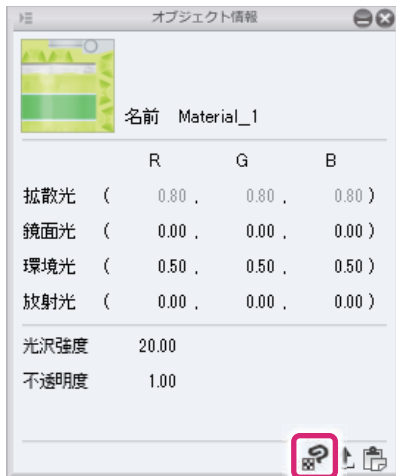 オブジェクト情報
名前 Material_1
R G B
拡散光 ( 0.80 , 0.80 , 0.80 )
鏡面光 ( 0.00 , 0.00 , 0.00 )
環境光 ( 0.50 , 0.50 , 0.50 )
放射光 ( 0.00 , 0.00 , 0.00 )
光沢強度 20.00
不透明度 1.00